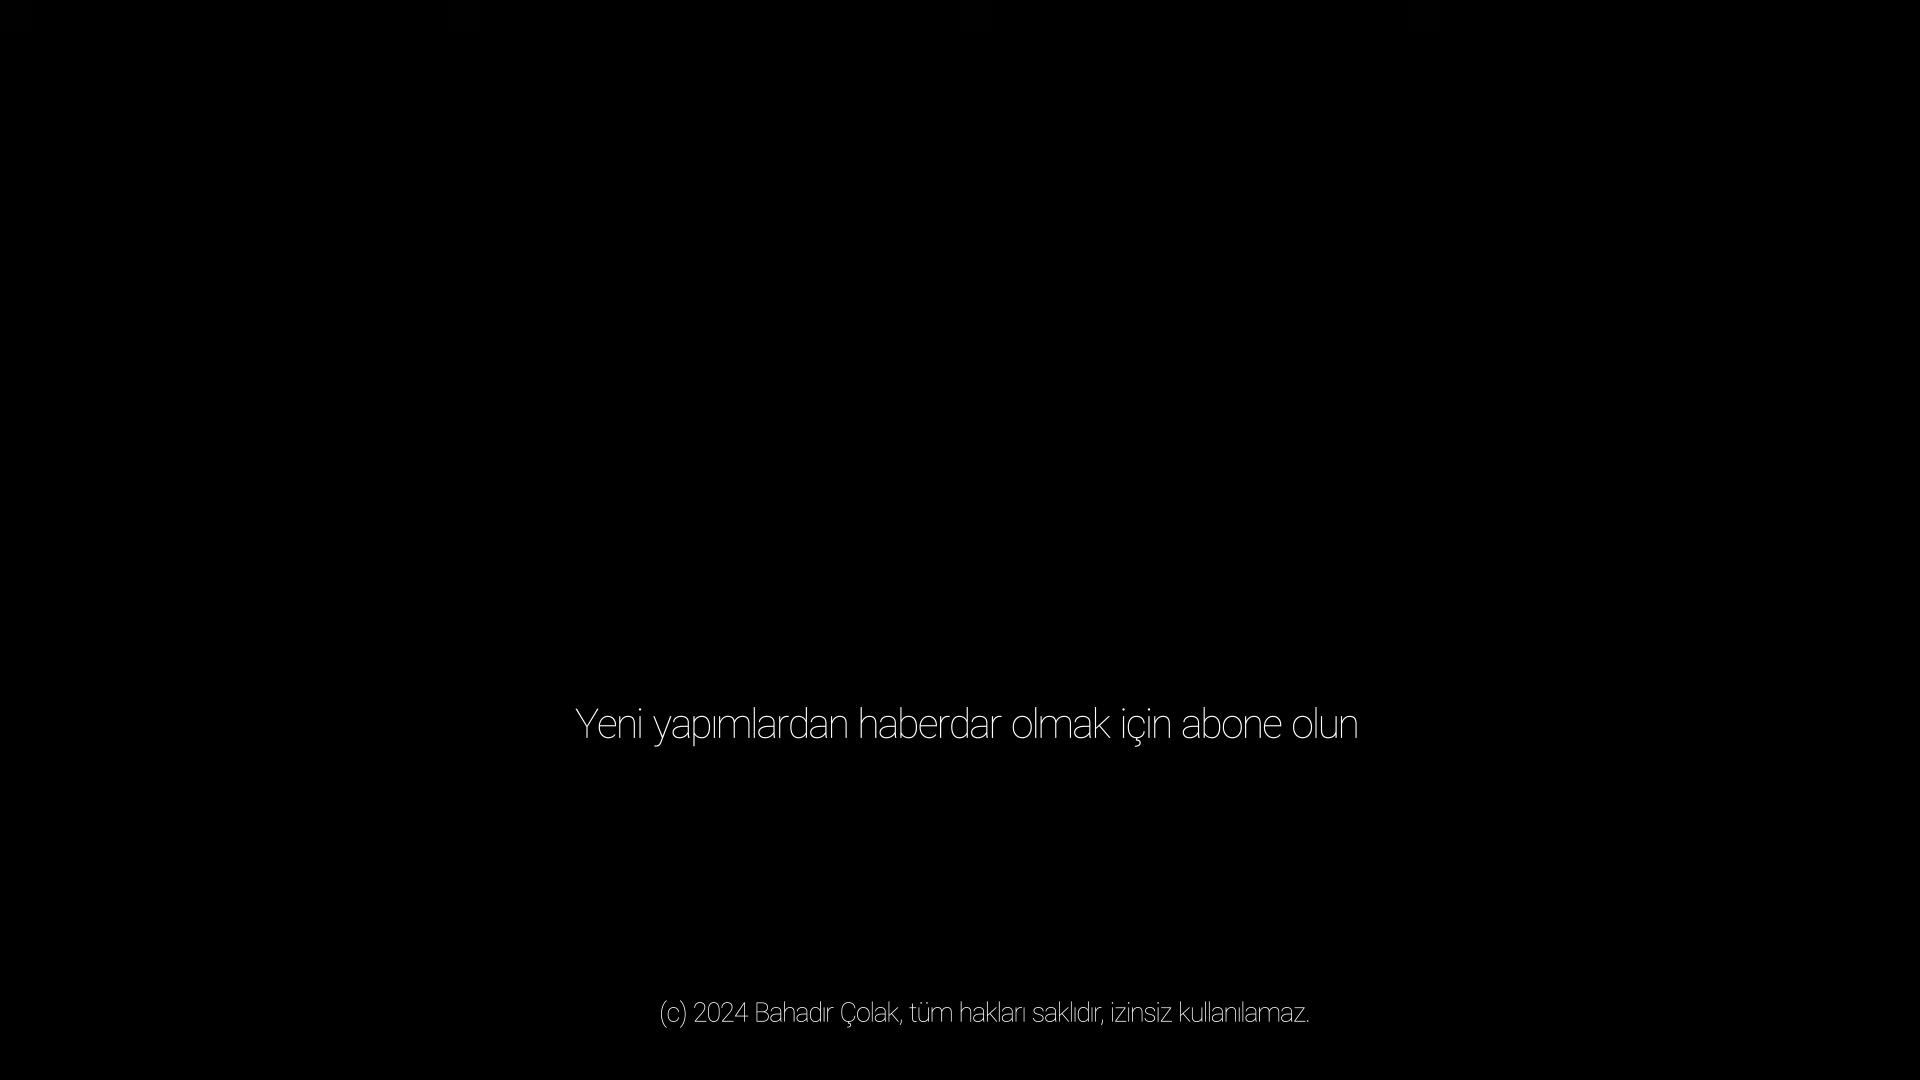 Yeni yapımlardan haberdar olmak için abone olun
(c) 2024 Bahadır Çolak, tüm hakları saklıdır, izinsiz kullanılamaz.